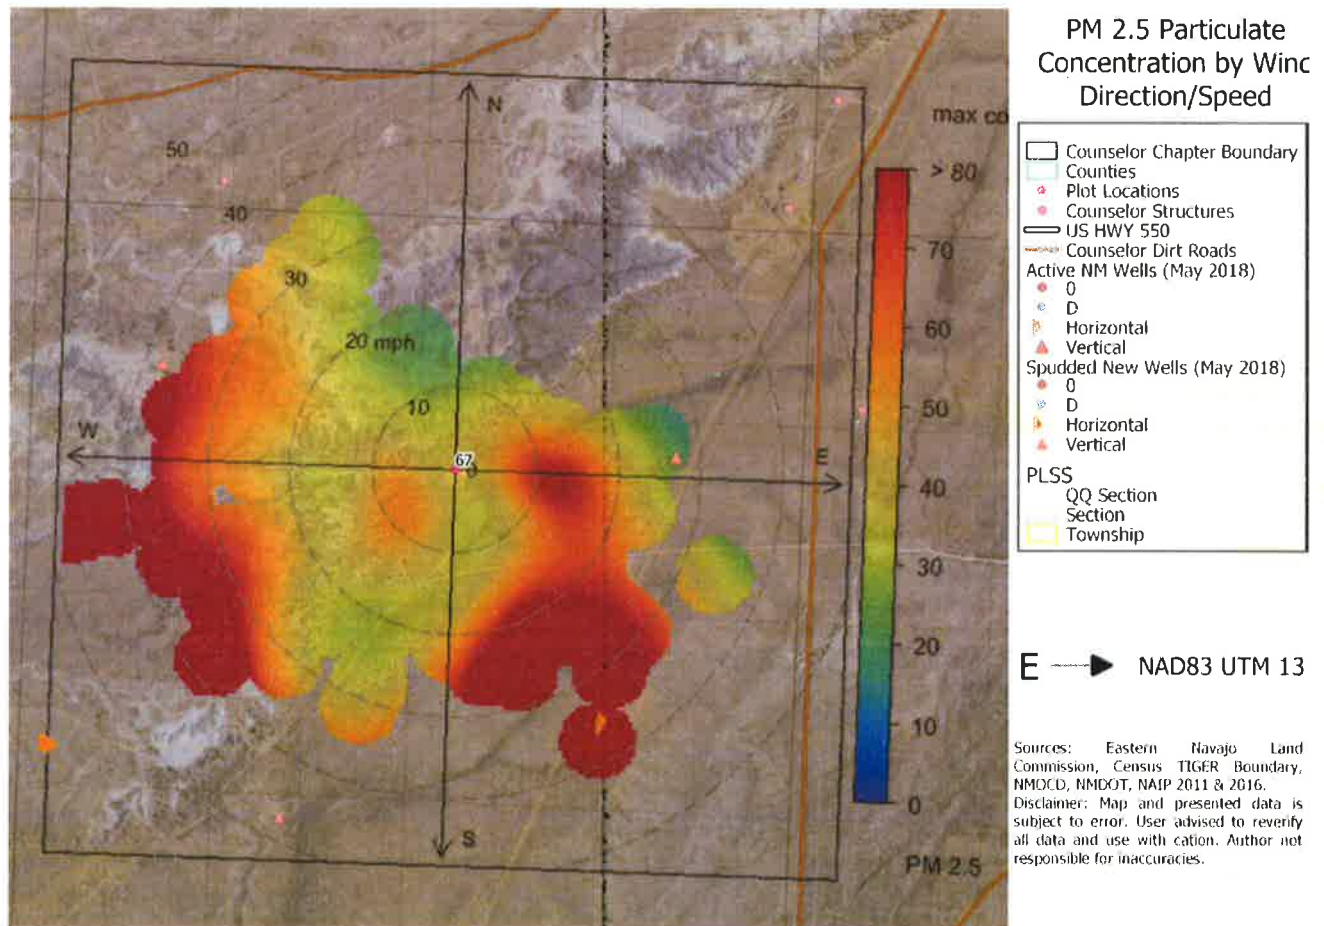 PM 2.5 Particulate
Concentration by Winc
Direction/Speed
max co
N
50
40
30
20 mph
10
0
W
67
E
S
> 80
70
60
50
40
30
20
10
0
PM 2.5
Counselor Chapter Boundary
Counties
Plot Locations
Counselor Structures
US HWY 550
Counselor Dirt Roads
Active NM Wells (May 2018)
0
D
Horizontal
Vertical
Spudded New Wells (May 2018)
0
D
Horizontal
Vertical
PLSS
QQ Section
Section
Township
E NAD83 UTM 13
Sources: Eastern Navajo Land
Commission, Census TIGER Boundary,
NMOCD, NMDOT, NAIP 2011 & 2016.
Disclaimer: Map and presented data is
subject to error. User advised to reverify
all data and use with cation. Author not
responsible for inaccuracies.